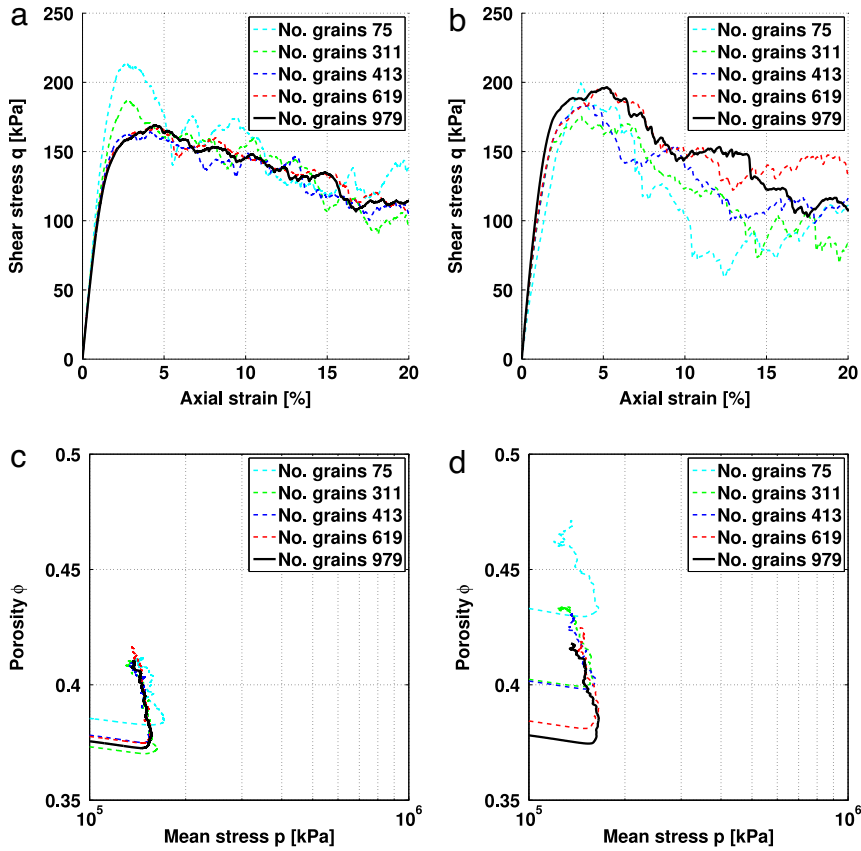 a
250
200
150
100
50
0
Shear stress q [kPa]
0 5 10 15 20
Axial strain [%]
No. grains 75
No. grains 311
No. grains 413
No. grains 619
No. grains 979
b
250
200
150
100
50
0
Shear stress q [kPa]
0 5 10 15 20
Axial strain [%]
No. grains 75
No. grains 311
No. grains 413
No. grains 619
No. grains 979
c
0.5
0.45
0.4
0.35
Porosity ϕ
10⁵ 10⁶
Mean stress p [kPa]
No. grains 75
No. grains 311
No. grains 413
No. grains 619
No. grains 979
d
0.5
0.45
0.4
0.35
Porosity ϕ
10⁵ 10⁶
Mean stress p [kPa]
No. grains 75
No. grains 311
No. grains 413
No. grains 619
No. grains 979